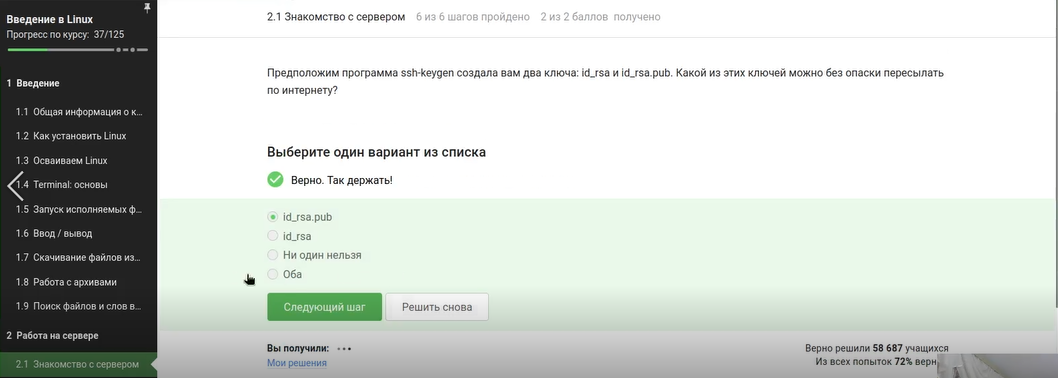 Введение в Linux
Прогресс по курсу: 37/125
1 Введение
1.1 Общая информация о к...
1.2 Как установить Linux
1.3 Осваиваем Linux
1.4 Terminal: основы
1.5 Запуск исполняемых ф...
1.6 Ввод / вывод
1.7 Скачивание файлов из...
1.8 Работа с архивами
1.9 Поиск файлов и слов в...
2 Работа на сервере
2.1 Знакомство с сервером
2.1 Знакомство с сервером 6 из 6 шагов пройдено 2 из 2 баллов получено
Предположим программа ssh-keygen создала вам два ключа: id_rsa и id_rsa.pub. Какой из этих ключей можно без опаски пересылать
по интернету?
Выберите один вариант из списка
Верно. Так держать!
id_rsa.pub
id_rsa
Ни один нельзя
Оба
Следующий шаг Решить снова
Вы получили: •••
Мои решения
Верно решили 58 687 учащихся
Из всех попыток 72% верн